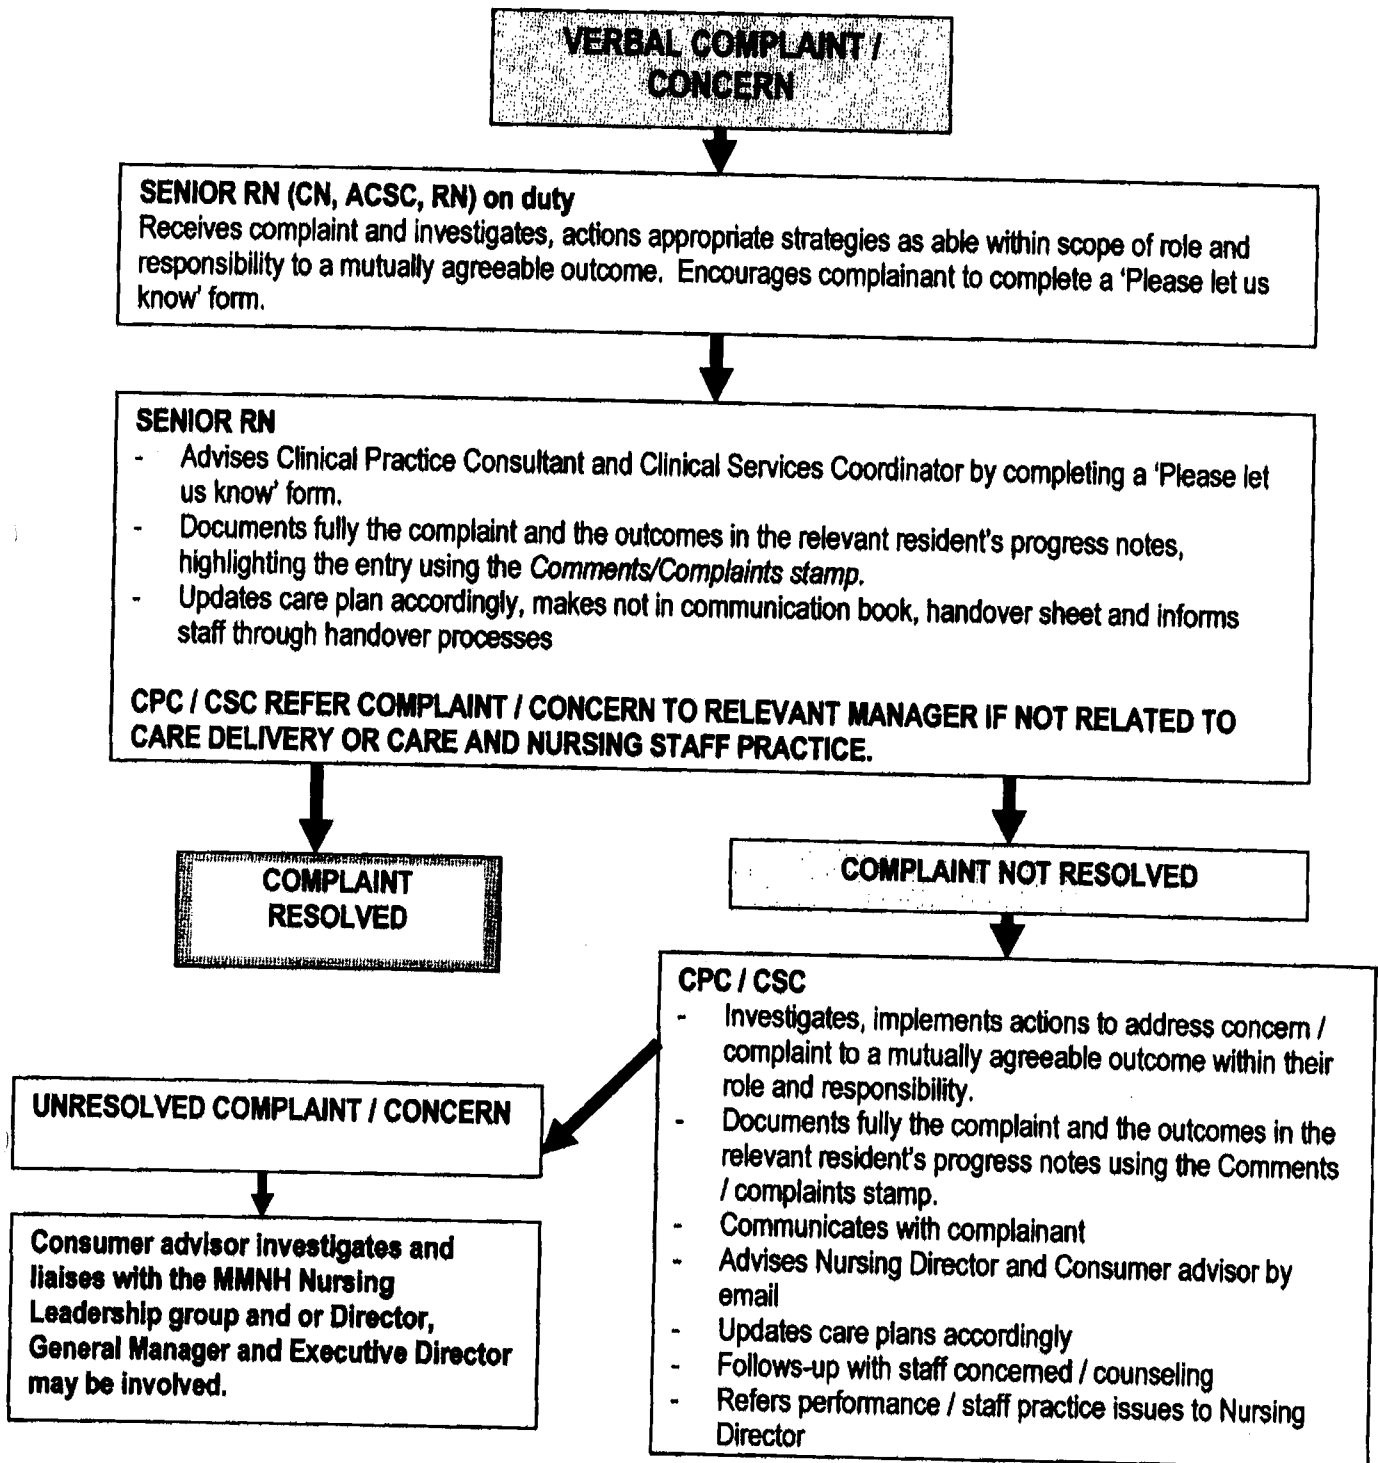 VERBAL COMPLAINT /
CONCERN
SENIOR RN (CN, ACSC, RN) on duty
Receives complaint and investigates, actions appropriate strategies as able within scope of role and
responsibility to a mutually agreeable outcome. Encourages complainant to complete a 'Please let us
know' form.
SENIOR RN
- Advises Clinical Practice Consultant and Clinical Services Coordinator by completing a 'Please let
us know' form.
- Documents fully the complaint and the outcomes in the relevant resident's progress notes,
highlighting the entry using the Comments/Complaints stamp.
- Updates care plan accordingly, makes not in communication book, handover sheet and informs
staff through handover processes
CPC / CSC REFER COMPLAINT / CONCERN TO RELEVANT MANAGER IF NOT RELATED TO
CARE DELIVERY OR CARE AND NURSING STAFF PRACTICE.
COMPLAINT
RESOLVED
COMPLAINT NOT RESOLVED
CPC / CSC
- Investigates, implements actions to address concern /
complaint to a mutually agreeable outcome within their
role and responsibility.
- Documents fully the complaint and the outcomes in the
relevant resident's progress notes using the Comments
/ complaints stamp.
- Communicates with complainant
- Advises Nursing Director and Consumer advisor by
email
- Updates care plans accordingly
- Follows-up with staff concerned / counseling
- Refers performance / staff practice issues to Nursing
Director
UNRESOLVED COMPLAINT / CONCERN
Consumer advisor investigates and
liaises with the MMNH Nursing
Leadership group and or Director,
General Manager and Executive Director
may be involved.